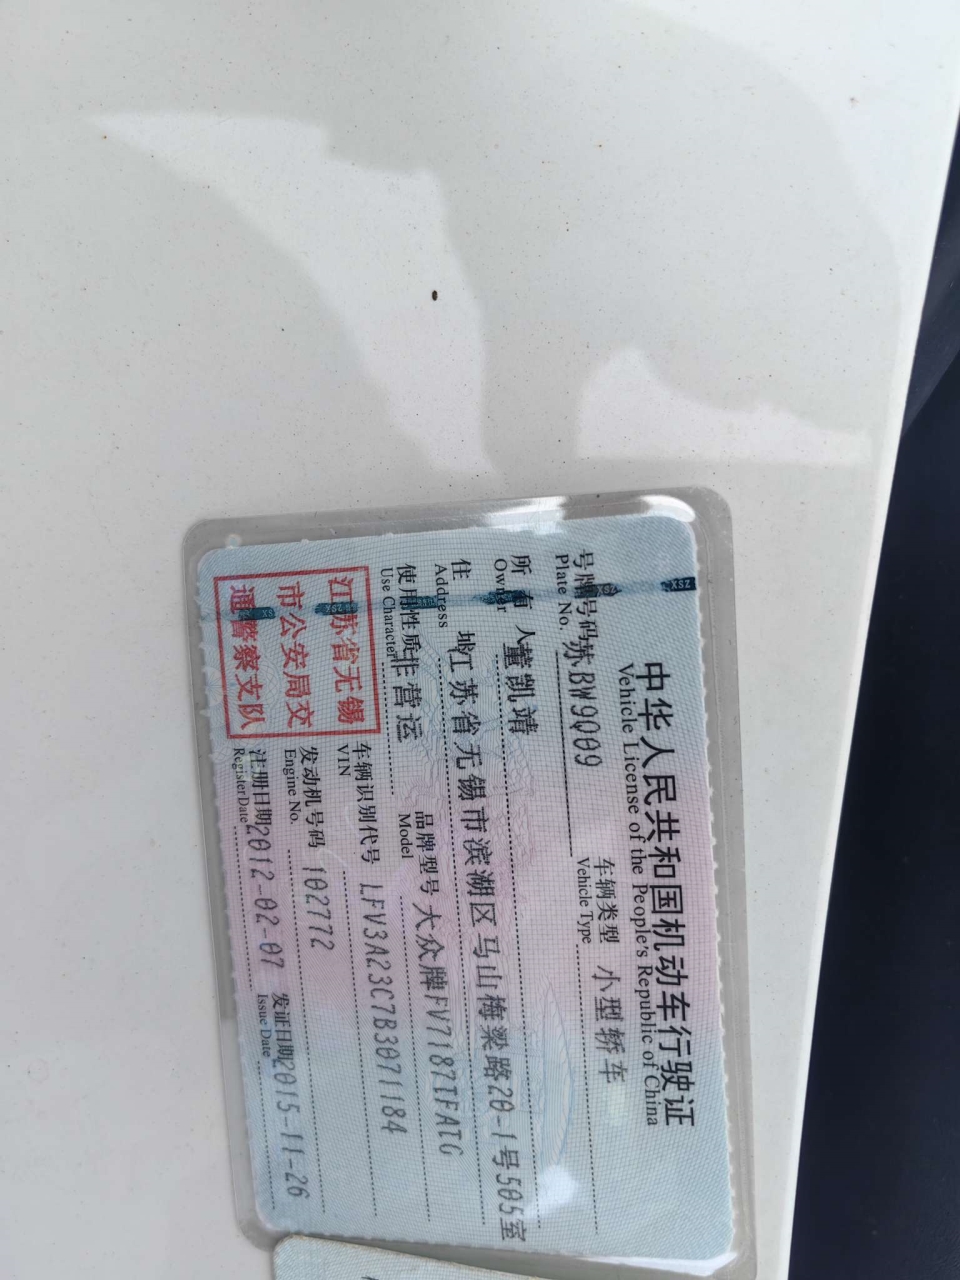 中华人民共和国机动车行驶证
Vehicle License of the People's Republic of China
号牌号码 苏BW9Q09 车辆类型 小型轿车
Plate No. Vehicle Type
所有人 董凯靖
Owner
住址 江苏省无锡市滨湖区马山梅梁路20-1号505室
Address
使用性质 非营运 品牌型号 大众牌FV7187TFATG
Use Character Model
江苏省无锡
市公安局交
通警察支队
车辆识别代号 LFV3A23C7B3071184
VIN
发动机号码 102772
Engine No.
注册日期 2012-02-07 发证日期 2015-11-26
Register Date Issue Date